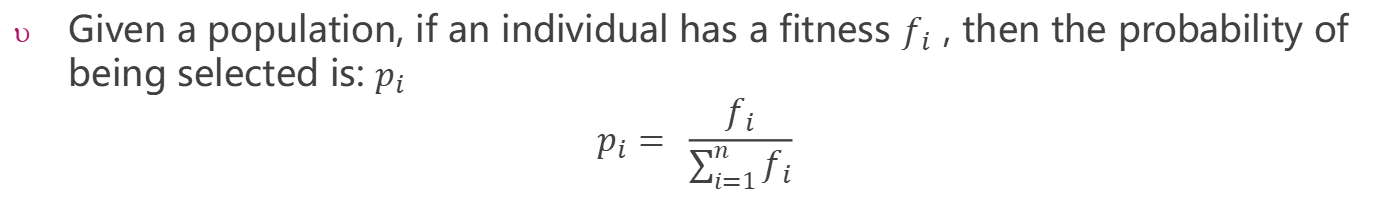 υ Given a population, if an individual has a fitness 𝑓ᵢ , then the probability of
being selected is: 𝑝ᵢ
𝑝ᵢ = 𝑓ᵢ / ∑ⁿᵢ₌₁ 𝑓ᵢ